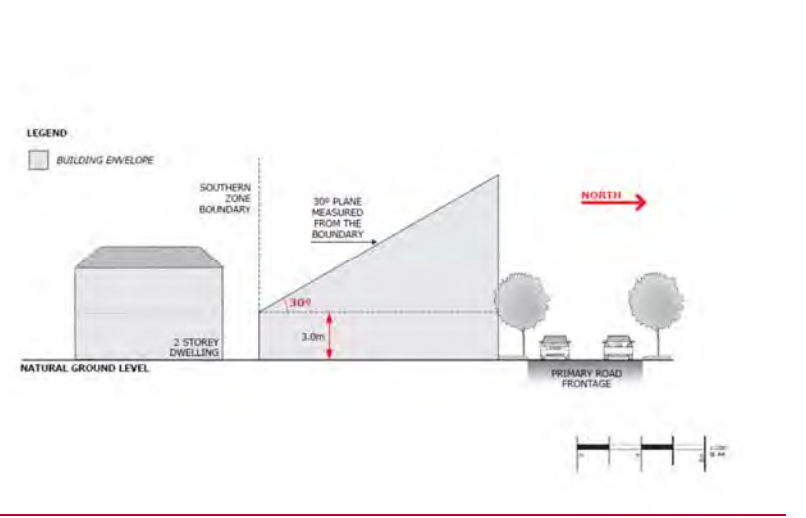 LEGEND
BUILDING ENVELOPE
SOUTHERN
ZONE
BOUNDARY
30º PLANE
MEASURED
FROM THE
BOUNDARY
NORTH
30º
3.0m
2 STOREY
DWELLING
NATURAL GROUND LEVEL
PRIMARY ROAD
FRONTAGE